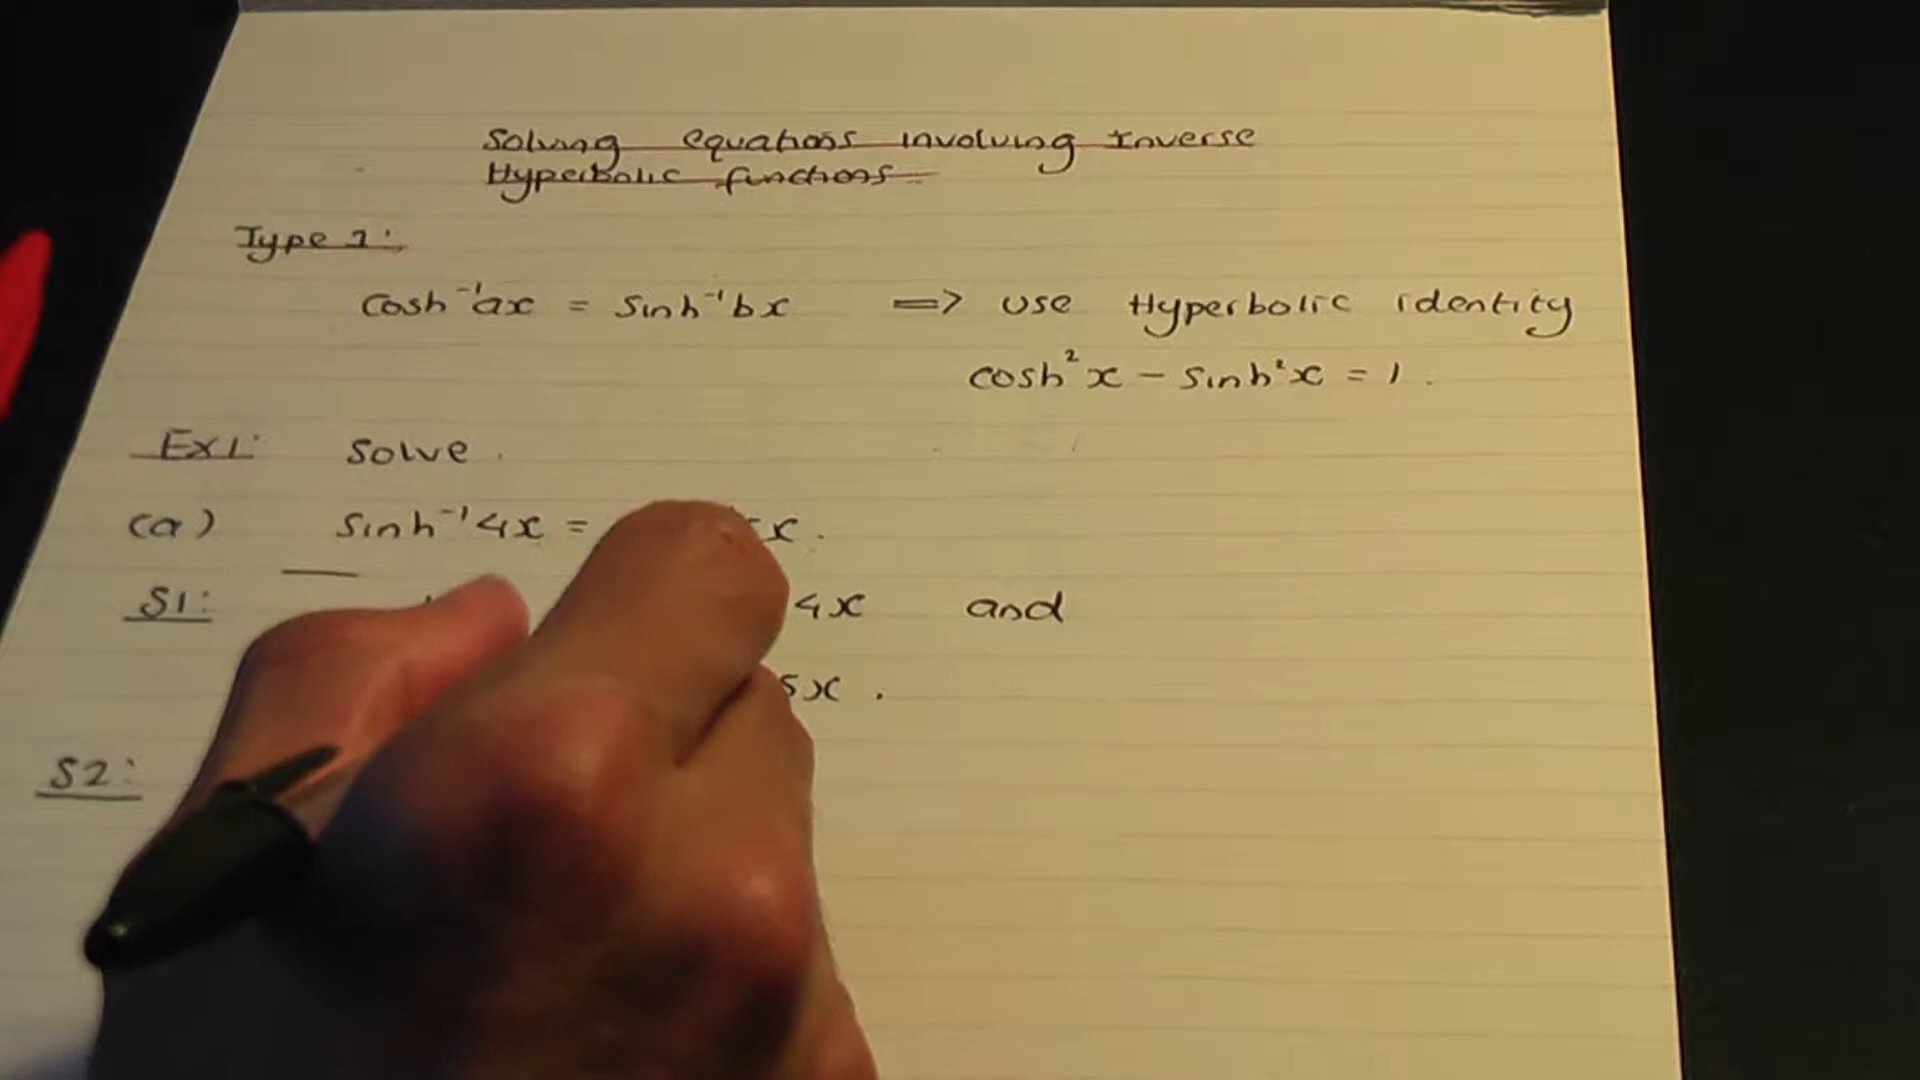 Solving equations involving Inverse
Hyperbolic functions.
Type 1:
cosh⁻¹ax = sinh⁻¹bx => use Hyperbolic identity
cosh²x - sinh²x = 1.
Ex1: Solve.
(a) sinh⁻¹4x = x.
S1: 4x and
5x.
S2: